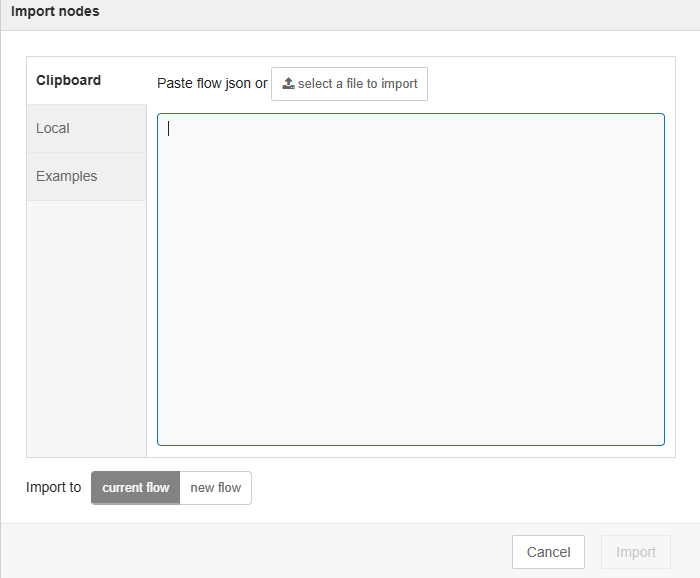 Import nodes
Clipboard
Paste flow json or select a file to import
Local
Examples
Import to current flow new flow
Cancel Import